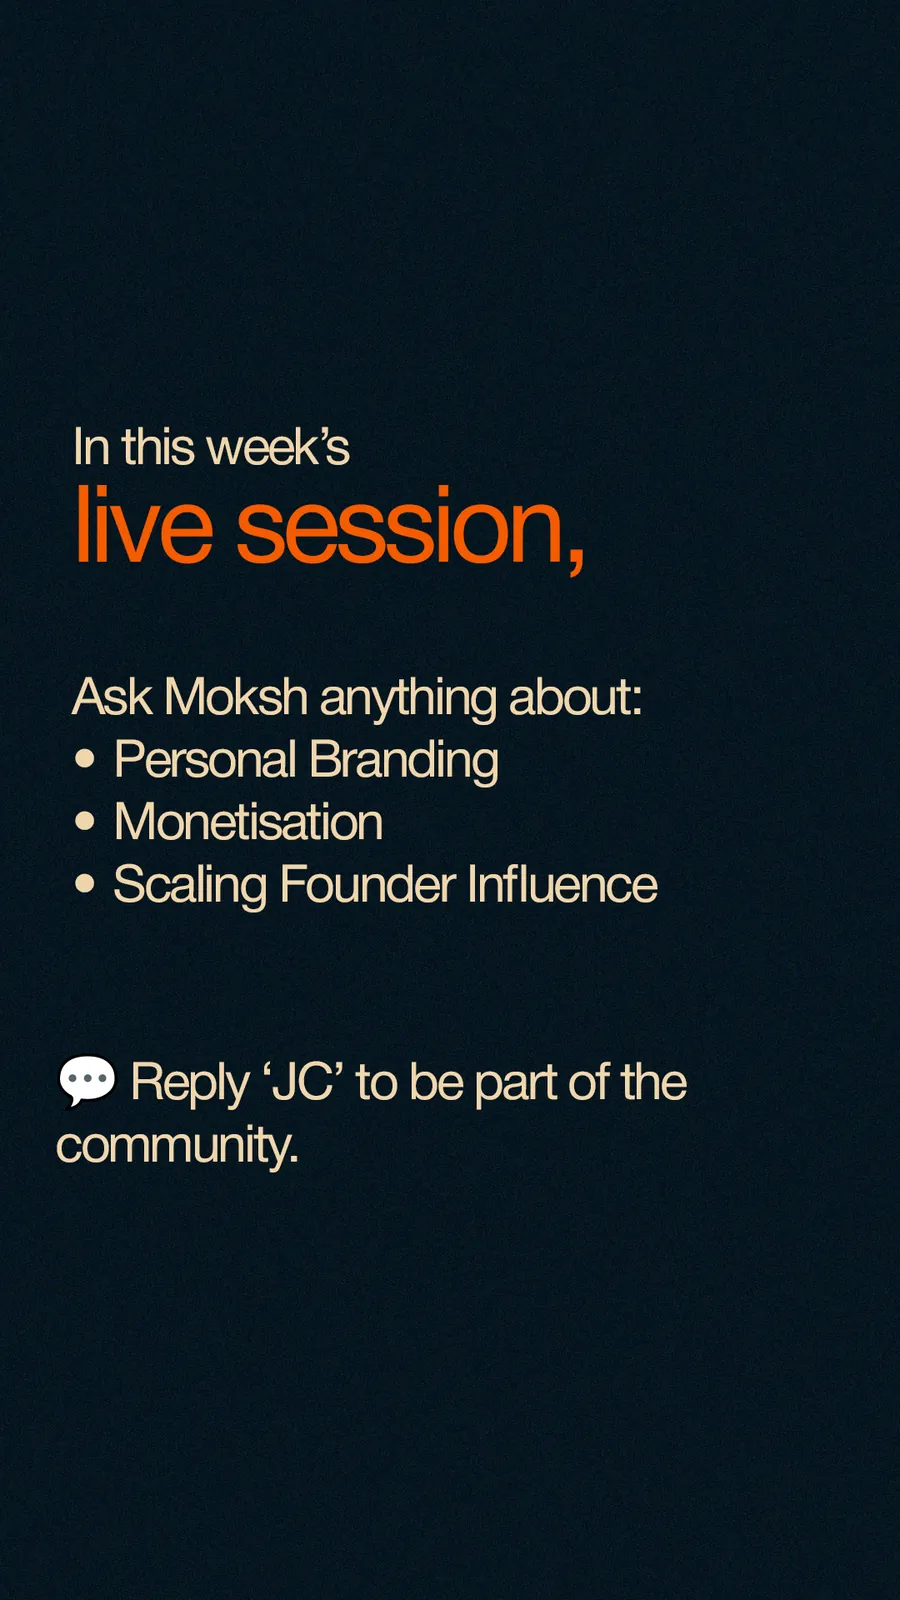 In this week’s
live session,
Ask Moksh anything about:
• Personal Branding
• Monetisation
• Scaling Founder Influence
💬 Reply ‘JC’ to be part of the
community.